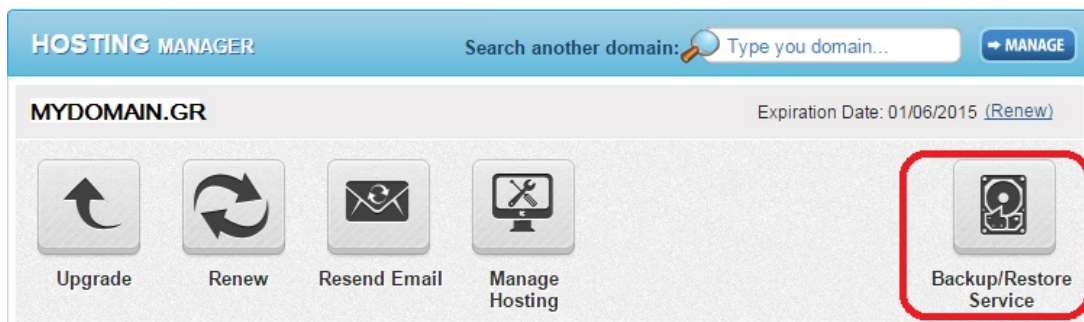 HOSTING MANAGER Search another domain: Type you domain... MANAGE
MYDOMAIN.GR Expiration Date: 01/06/2015 (Renew)
Upgrade Renew Resend Email Manage Hosting Backup/Restore Service